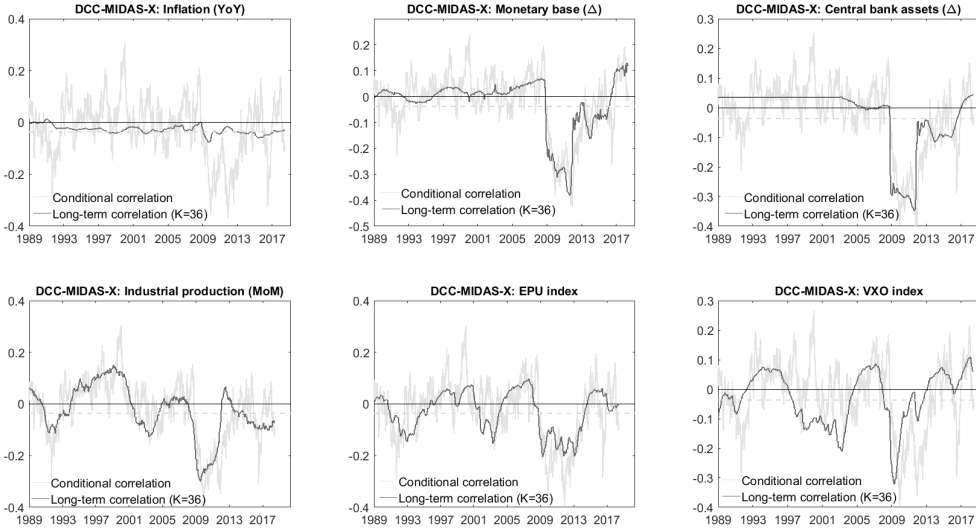 DCC-MIDAS-X: Inflation (YoY)
0.4
0.2
0
-0.2
-0.4
Conditional correlation
Long-term correlation (K=36)
1989 1993 1997 2001 2005 2009 2013 2017
DCC-MIDAS-X: Monetary base (Δ)
0.2
0.1
0
-0.1
-0.2
-0.3
-0.4
-0.5
Conditional correlation
Long-term correlation (K=36)
1989 1993 1997 2001 2005 2009 2013 2017
DCC-MIDAS-X: Central bank assets (Δ)
0.3
0.2
0.1
0
-0.1
-0.2
-0.3
-0.4
Conditional correlation
Long-term correlation (K=36)
1989 1993 1997 2001 2005 2009 2013 2017
DCC-MIDAS-X: Industrial production (MoM)
0.4
0.2
0
-0.2
-0.4
Conditional correlation
Long-term correlation (K=36)
1989 1993 1997 2001 2005 2009 2013 2017
DCC-MIDAS-X: EPU index
0.4
0.2
0
-0.2
-0.4
Conditional correlation
Long-term correlation (K=36)
1989 1993 1997 2001 2005 2009 2013 2017
DCC-MIDAS-X: VXO index
0.3
0.2
0.1
0
-0.1
-0.2
-0.3
-0.4
Conditional correlation
Long-term correlation (K=36)
1989 1993 1997 2001 2005 2009 2013 2017